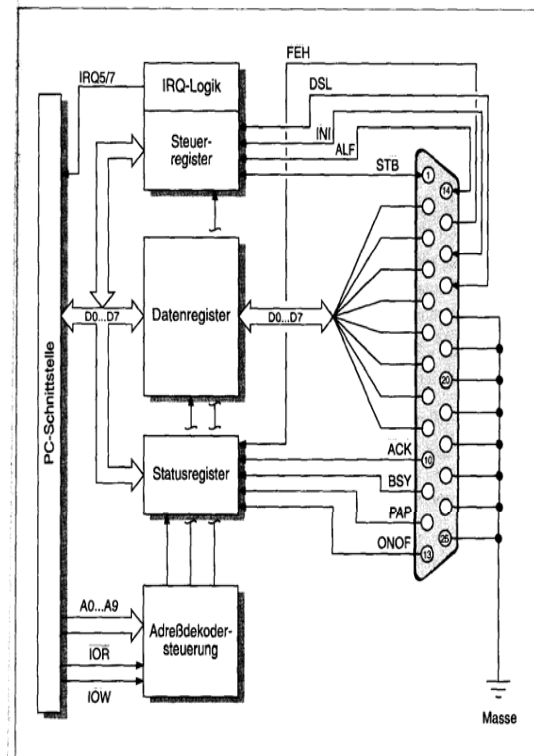 FEH
DSL
IRQ5/7
IRQ-Logik
INI
ALF
Steuer-
register
STB
1
14
D0...D7
Datenregister
D0...D7
PC-Schnittstelle
20
ACK
10
Statusregister
BSY
PAP
25
ONOF
13
A0...A9
Adreßdekoder-
steuerung
IOR
IOW
Masse